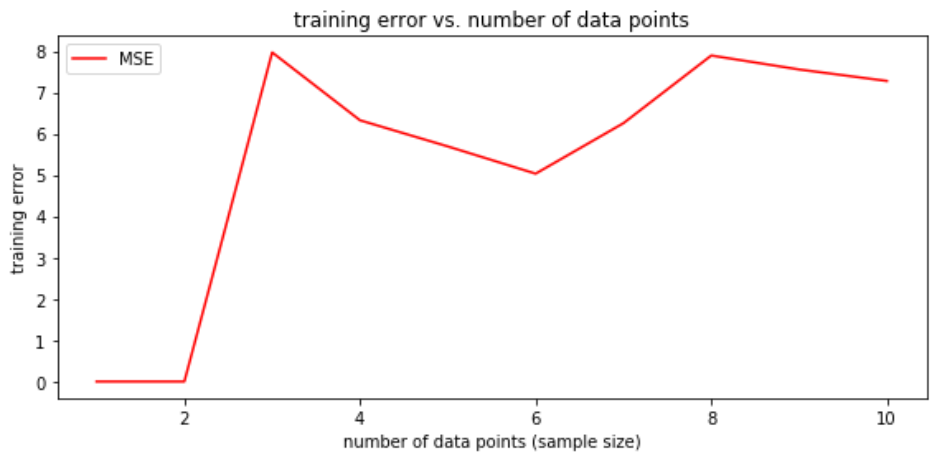 training error vs. number of data points
MSE
8
7
6
5
4
3
2
1
0
training error
2 4 6 8 10
number of data points (sample size)